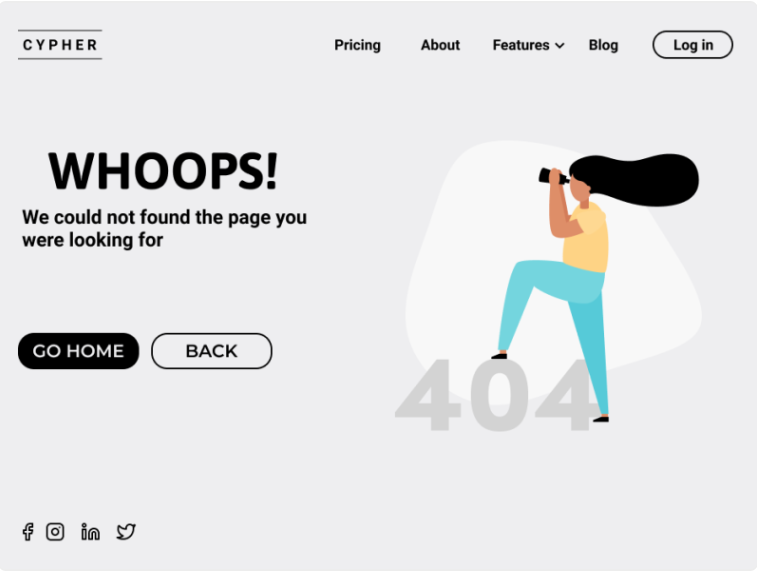 CYPHER
Pricing About Features Blog Log in
WHOOPS!
We could not found the page you
were looking for
GO HOME BACK
404